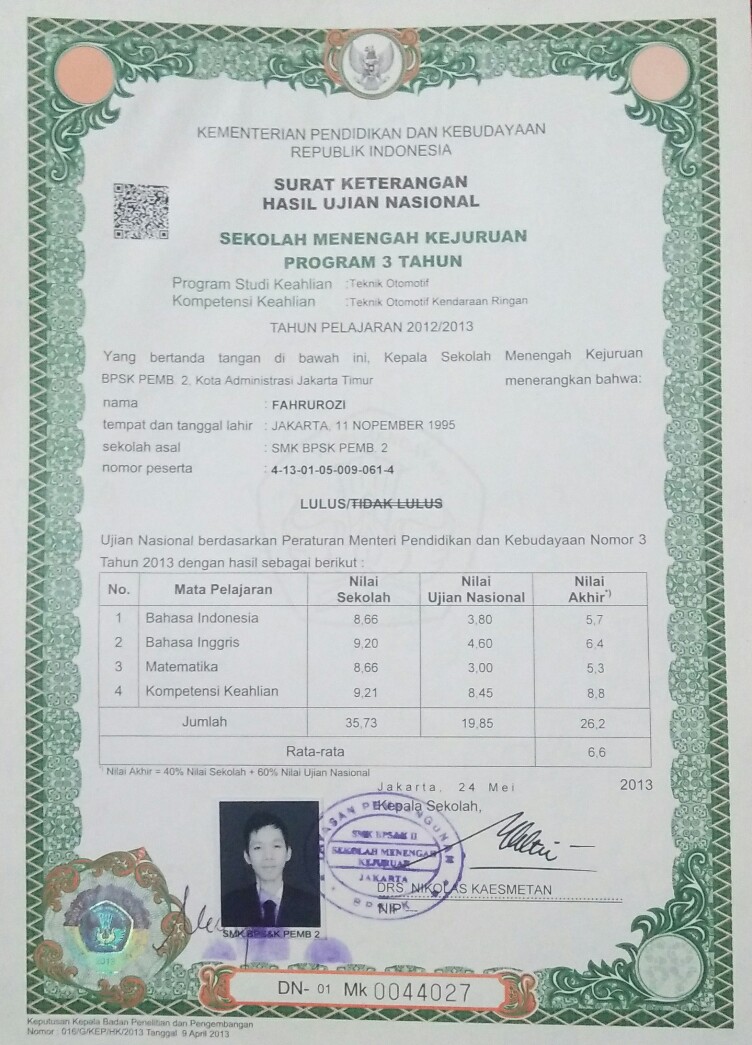 KEMENTERIAN PENDIDIKAN DAN KEBUDAYAAN
REPUBLIK INDONESIA
SURAT KETERANGAN
HASIL UJIAN NASIONAL
SEKOLAH MENENGAH KEJURUAN
PROGRAM 3 TAHUN
Program Studi Keahlian :Teknik Otomotif
Kompetensi Keahlian :Teknik Otomotif Kendaraan Ringan
TAHUN PELAJARAN 2012/2013
Yang bertanda tangan di bawah ini, Kepala Sekolah Menengah Kejuruan
BPSK PEMB. 2, Kota Administrasi Jakarta Timur menerangkan bahwa:
nama : FAHRUROZI
tempat dan tanggal lahir : JAKARTA, 11 NOPEMBER 1995
sekolah asal : SMK BPSK PEMB. 2
nomor peserta : 4-13-01-05-009-061-4
LULUS/TIDAK LULUS
Ujian Nasional berdasarkan Peraturan Menteri Pendidikan dan Kebudayaan Nomor 3
Tahun 2013 dengan hasil sebagai berikut :
No. Mata Pelajaran Nilai Sekolah Nilai Ujian Nasional Nilai Akhir*)
1 Bahasa Indonesia 8,66 3,80 5,7
2 Bahasa Inggris 9,20 4,60 6,4
3 Matematika 8,66 3,00 5,3
4 Kompetensi Keahlian 9,21 8,45 8,8
Jumlah 35,73 19,85 26,2
Rata-rata 6,6
*) Nilai Akhir = 40% Nilai Sekolah + 60% Nilai Ujian Nasional
Jakarta, 24 Mei 2013
Kepala Sekolah,
SEKOLAH MENENGAH
KEJURUAN
JAKARTA
DRS. NIKOLAS KAESMETAN
NIP
SMK BPS&K PEMB 2
DN- 01 Mk 0044027
Keputusan Kepala Badan Penelitian dan Pengembangan
Nomor : 016/G/KEP/HK/2013 Tanggal 9 April 2013